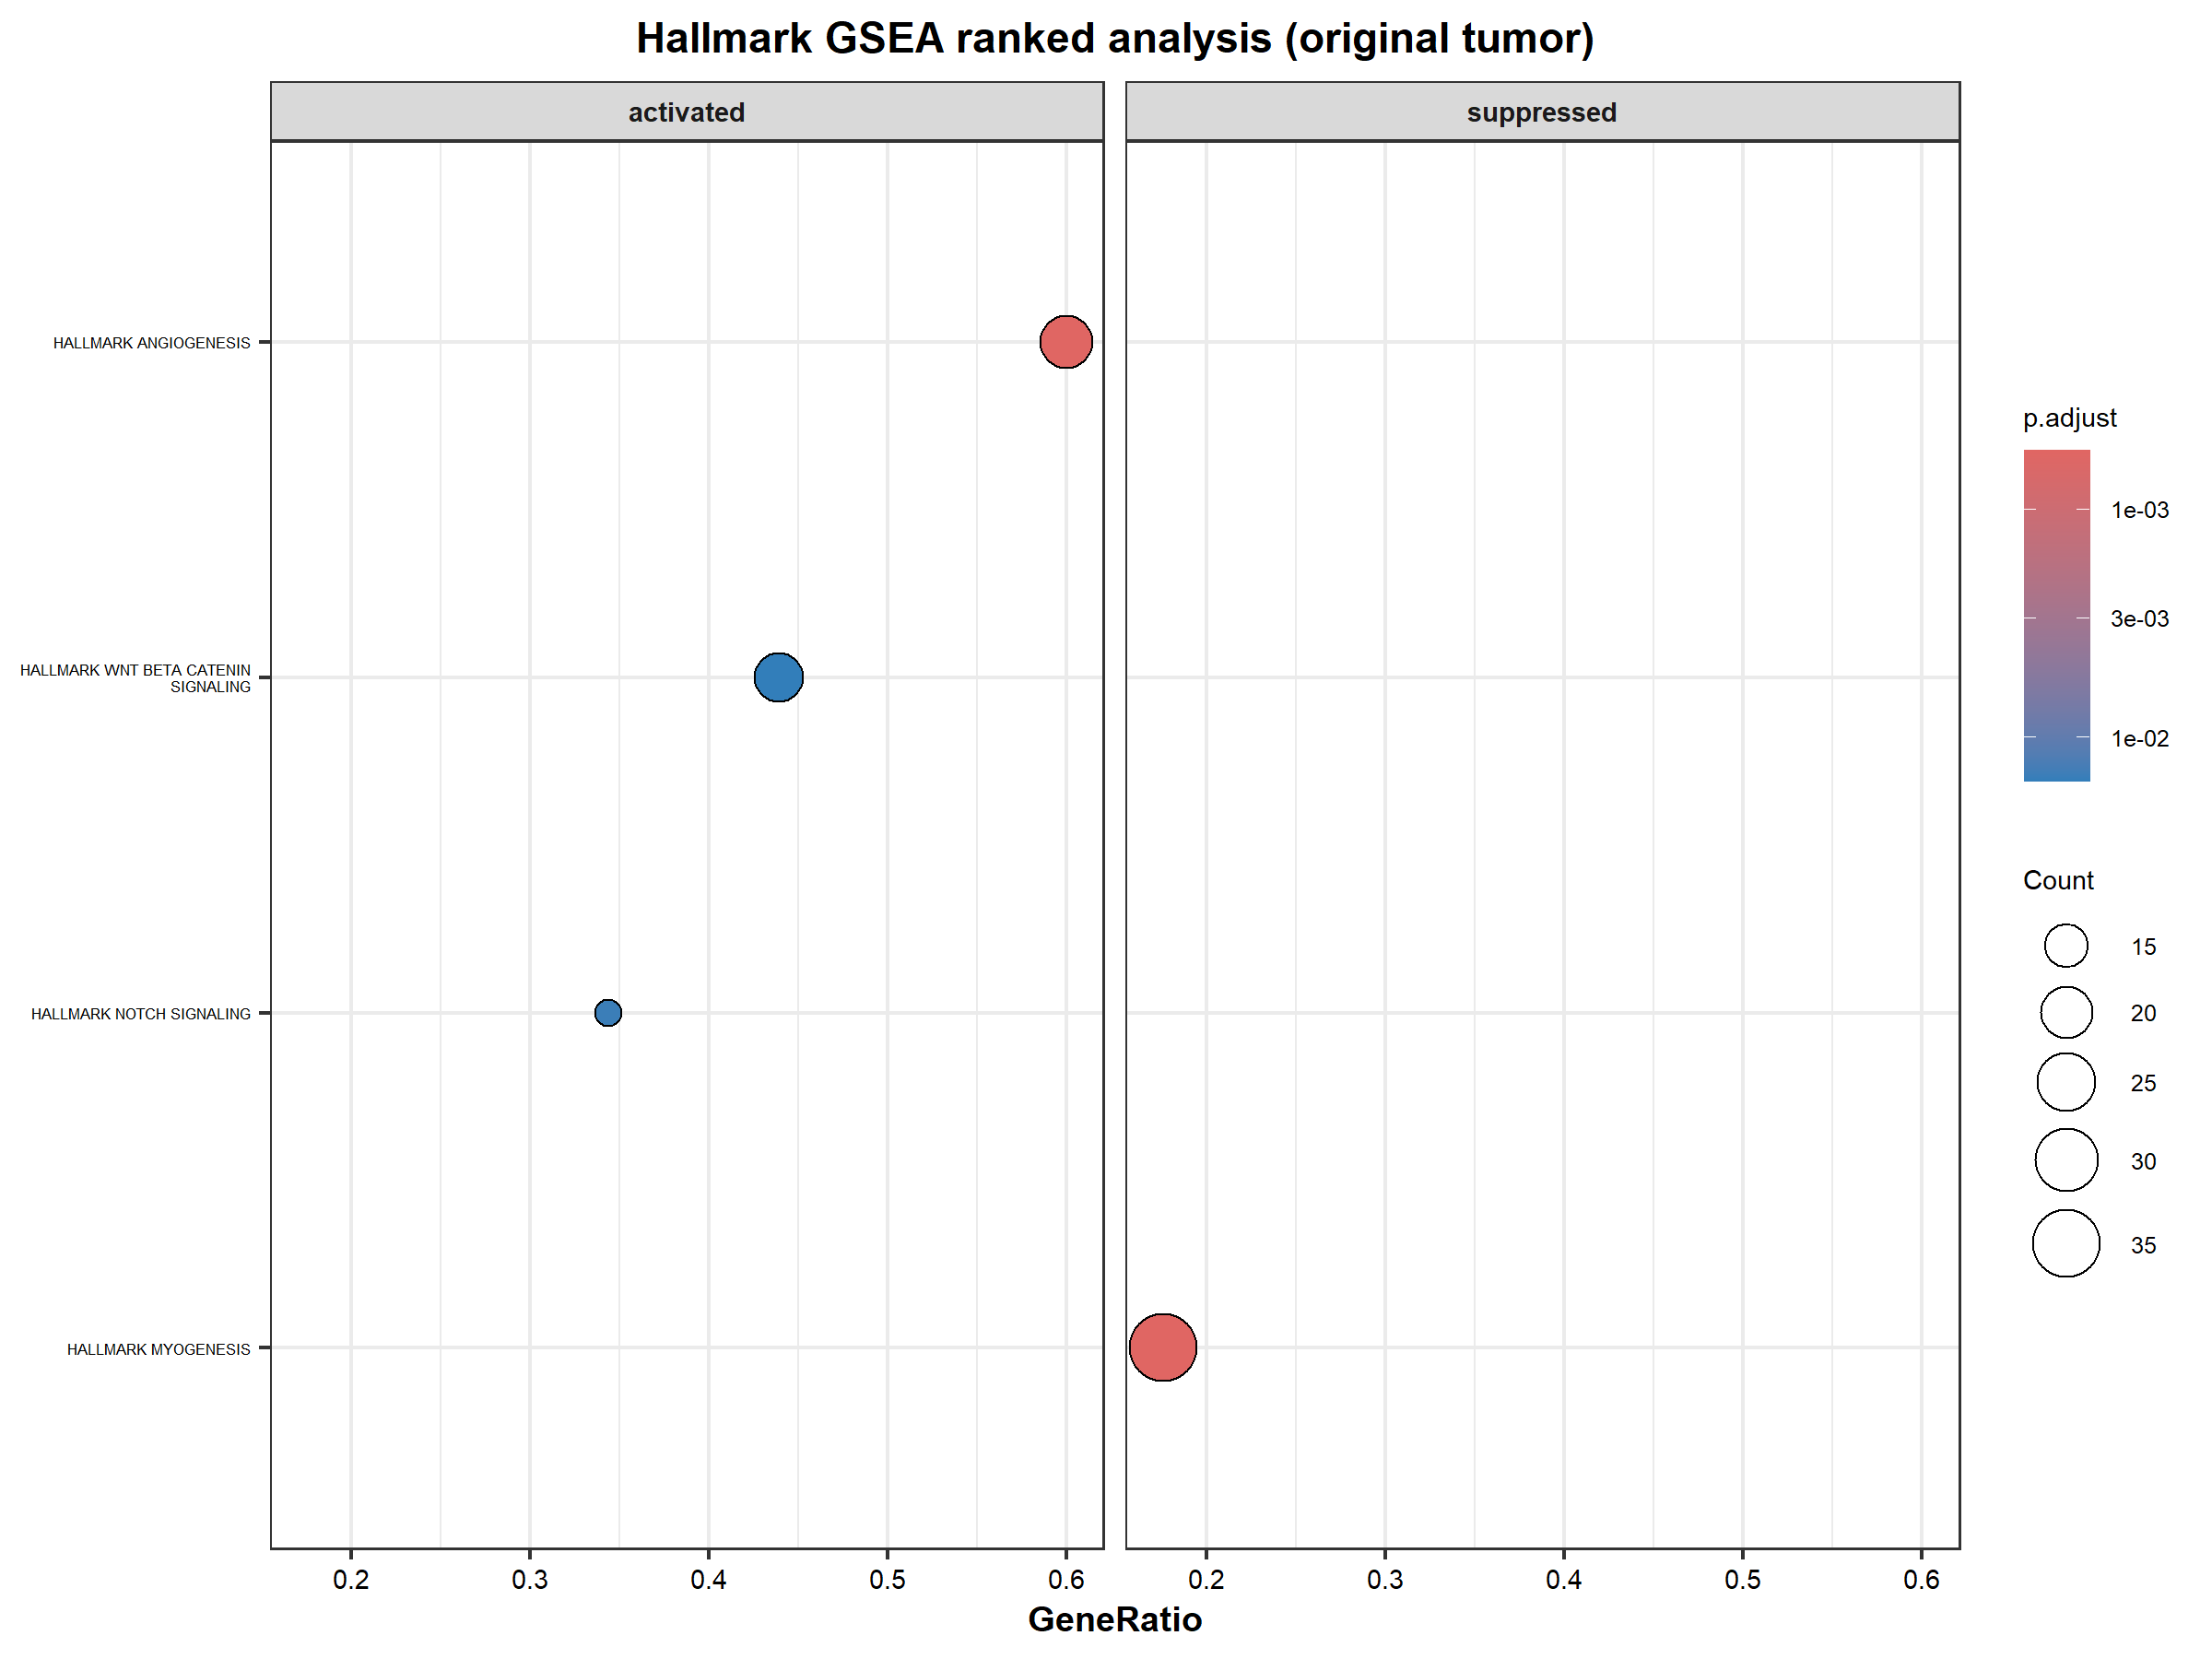 Hallmark GSEA ranked analysis (original tumor)
activated
suppressed
HALLMARK ANGIOGENESIS
HALLMARK WNT BETA CATENIN
SIGNALING
HALLMARK NOTCH SIGNALING
HALLMARK MYOGENESIS
0.2 0.3 0.4 0.5 0.6
0.2 0.3 0.4 0.5 0.6
GeneRatio
p.adjust
1e-03
3e-03
1e-02
Count
15
20
25
30
35